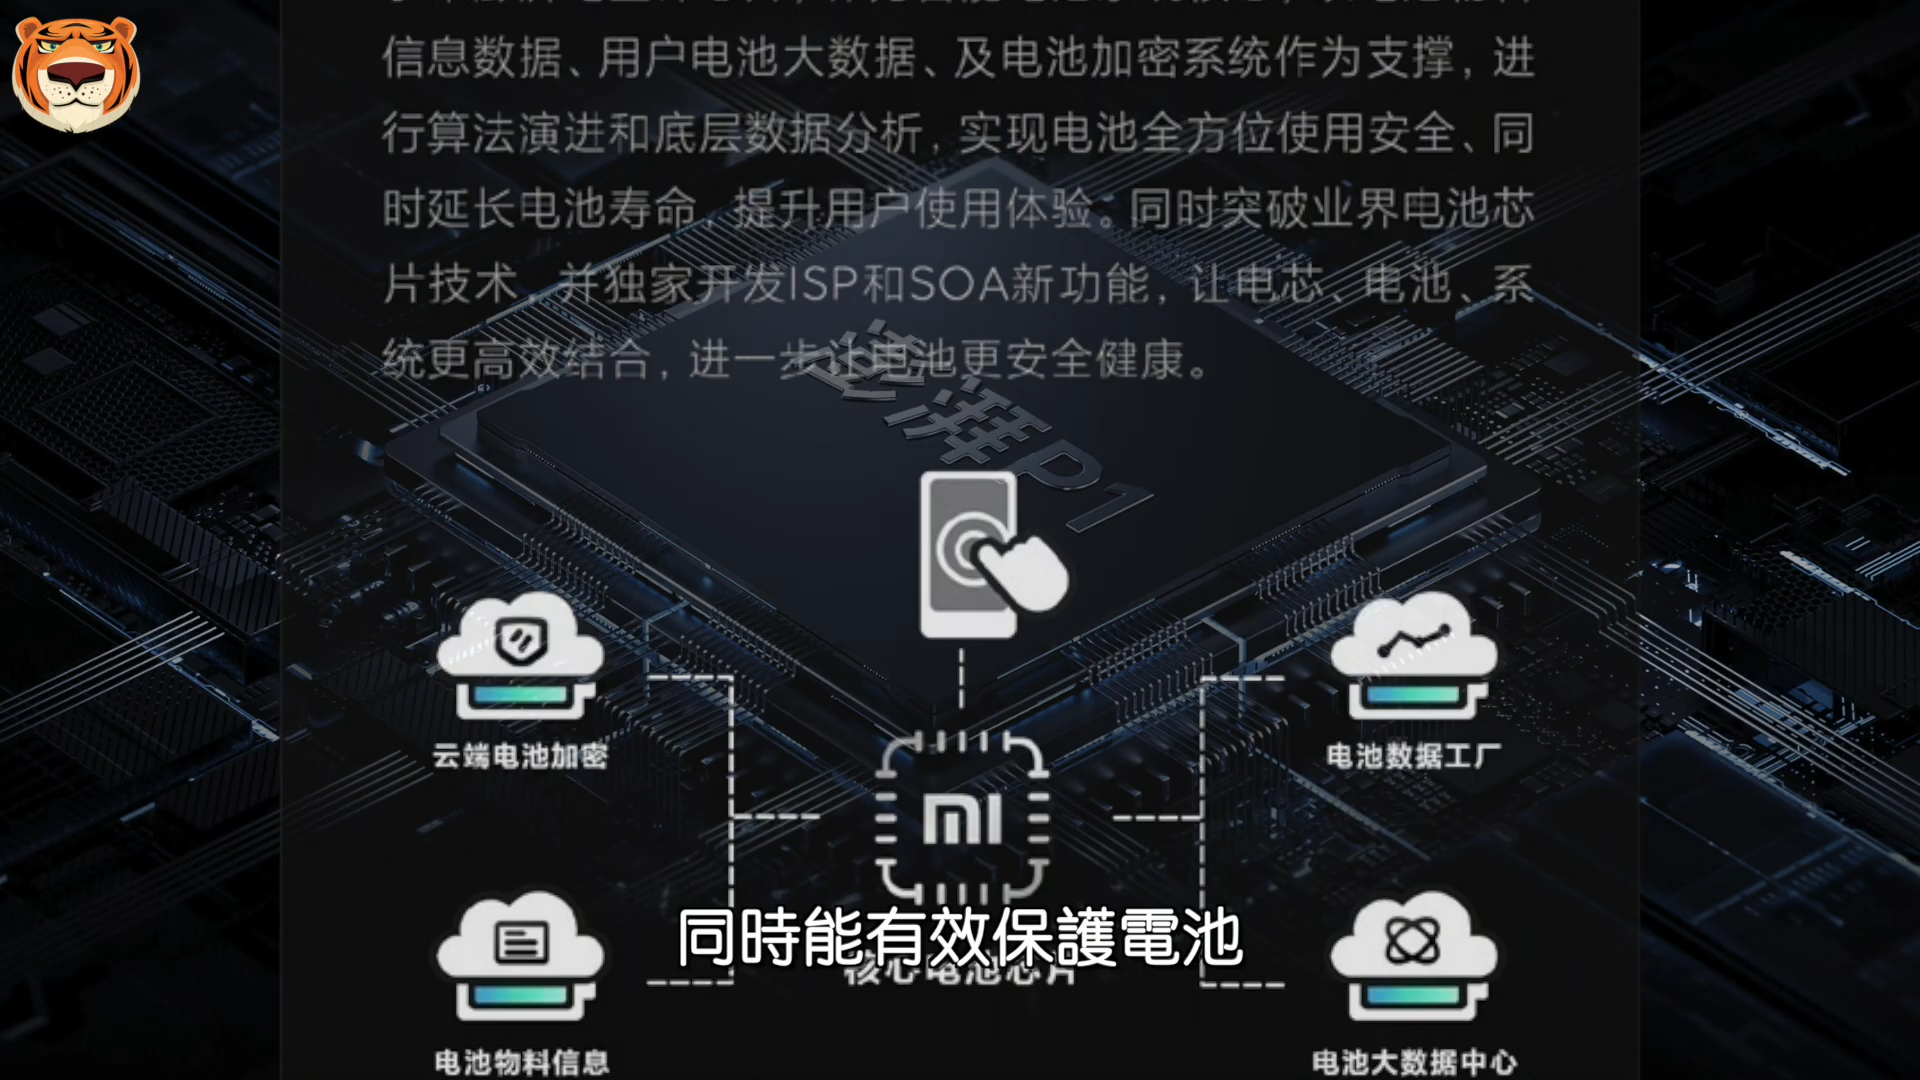 信息数据、用户电池大数据、及电池加密系统作为支撑，进
行算法演进和底层数据分析，实现电池全方位使用安全、同
时延长电池寿命，提升用户使用体验。同时突破业界电池芯
片技术，并独家开发ISP和SOA新功能，让电芯、电池、系
统更高效结合，进一步让电池更安全健康。
澎湃P1
云端电池加密
电池数据工厂
mi
同時能有效保護電池
核心电池芯片
电池物料信息
电池大数据中心